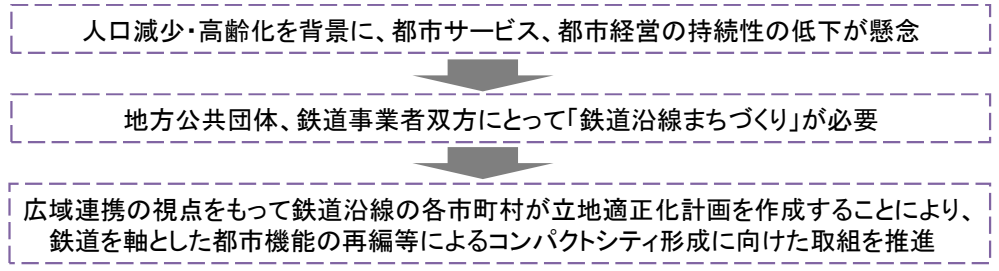 人口減少・高齢化を背景に、都市サービス、都市経営の持続性の低下が懸念
地方公共団体、鉄道事業者双方にとって「鉄道沿線まちづくり」が必要
広域連携の視点をもって鉄道沿線の各市町村が立地適正化計画を作成することにより、
鉄道を軸とした都市機能の再編等によるコンパクトシティ形成に向けた取組を推進